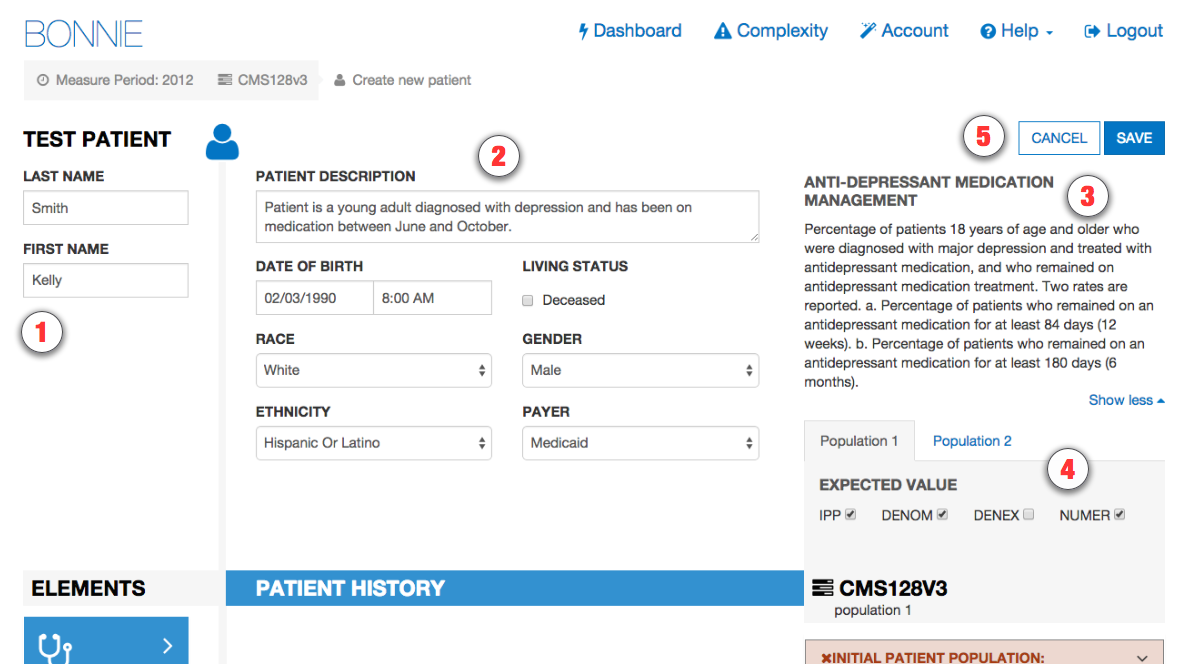 BONNIE
Dashboard Complexity Account Help Logout
Measure Period: 2012 CMS128v3 Create new patient
TEST PATIENT
LAST NAME
Smith
FIRST NAME
Kelly
1
2
PATIENT DESCRIPTION
Patient is a young adult diagnosed with depression and has been on
medication between June and October.
DATE OF BIRTH LIVING STATUS
02/03/1990 8:00 AM Deceased
RACE GENDER
White Male
ETHNICITY PAYER
Hispanic Or Latino Medicaid
5 CANCEL SAVE
ANTI-DEPRESSANT MEDICATION
MANAGEMENT
3
Percentage of patients 18 years of age and older who
were diagnosed with major depression and treated with
antidepressant medication, and who remained on
antidepressant medication treatment. Two rates are
reported. a. Percentage of patients who remained on an
antidepressant medication for at least 84 days (12
weeks). b. Percentage of patients who remained on an
antidepressant medication for at least 180 days (6
months).
Show less
Population 1 Population 2
4
EXPECTED VALUE
IPP DENOM DENEX NUMER
ELEMENTS PATIENT HISTORY
CMS128V3
population 1
INITIAL PATIENT POPULATION: